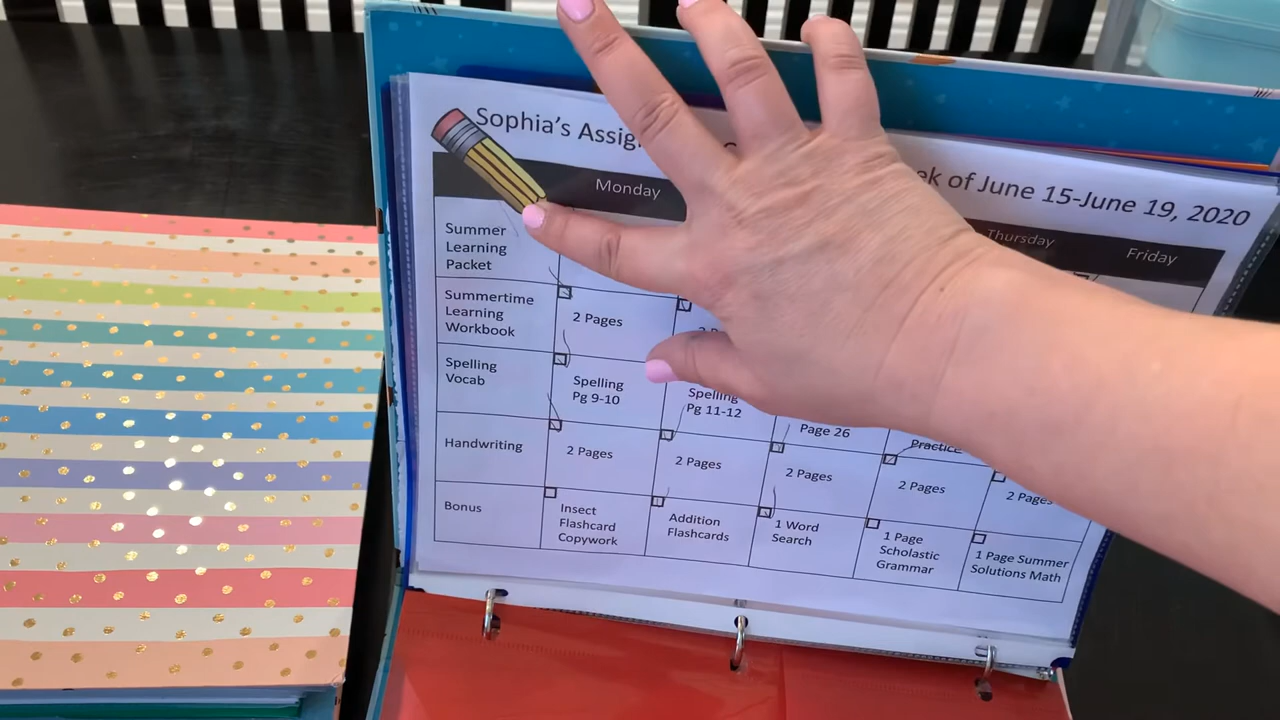 Sophia's Assig
ek of June 15-June 19, 2020
Monday
Thursday
Friday
Summer
Learning
Packet
Summertime
Learning
Workbook
2 Pages
Spelling
Vocab
Spelling
Pg 9-10
Spelling
Pg 11-12
Page 26
Practice
Handwriting
2 Pages
2 Pages
2 Pages
2 Pages
2 Pages
Bonus
Insect
Flashcard
Copywork
Addition
Flashcards
1 Word
Search
1 Page
Scholastic
Grammar
1 Page Summer
Solutions Math